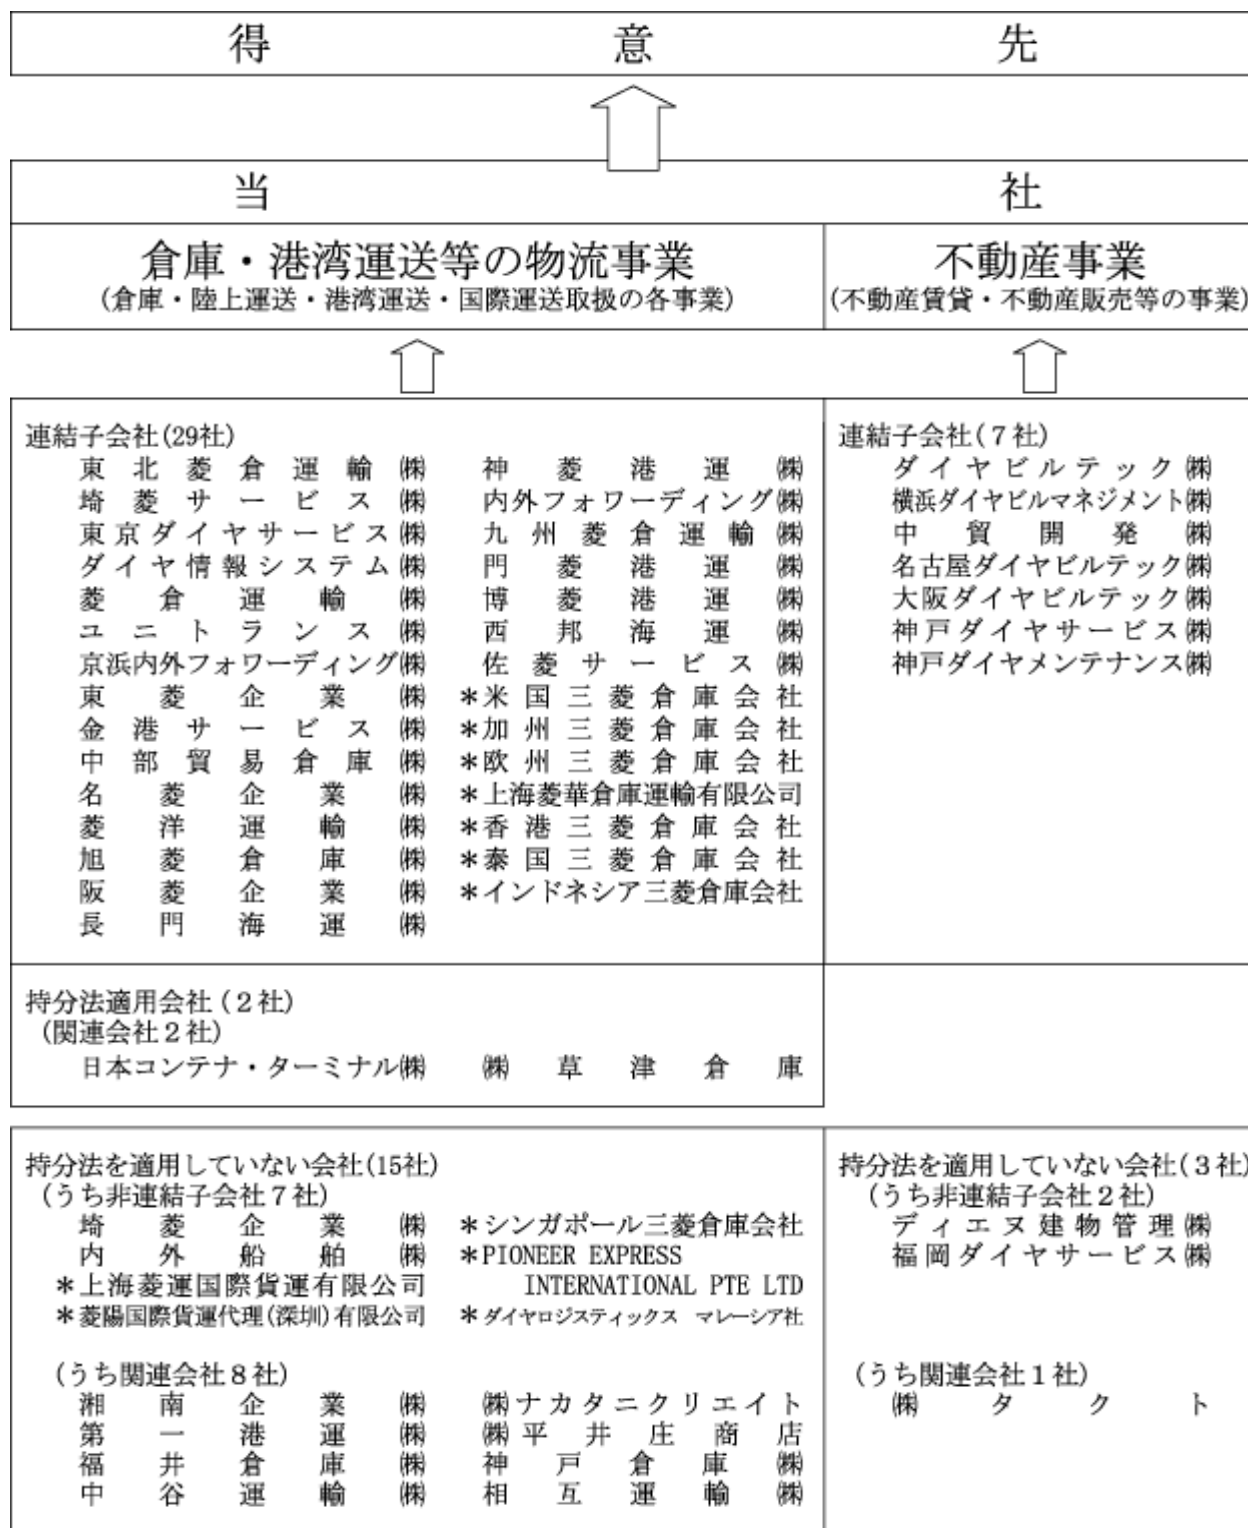 得意先
当社
倉庫・港湾運送等の物流事業
(倉庫・陸上運送・港湾運送・国際運送取扱の各事業)
不動産事業
(不動産賃貸・不動産販売等の事業)
連結子会社(29社)
東北菱倉運輸㈱
埼菱サービス㈱
東京ダイヤサービス㈱
ダイヤ情報システム㈱
菱倉運輸㈱
ユニトランス㈱
京浜内外フォワーディング㈱
東菱企業㈱
金港サービス㈱
中部貿易倉庫㈱
名菱企業㈱
菱洋運輸㈱
旭菱倉庫㈱
阪菱企業㈱
長門海運㈱
神菱港運㈱
内外フォワーディング㈱
九州菱倉運輸㈱
門菱港運㈱
博菱港運㈱
西邦海運㈱
佐菱サービス㈱
*米国三菱倉庫会社
*加州三菱倉庫会社
*欧州三菱倉庫会社
*上海菱華倉庫運輸有限公司
*香港三菱倉庫会社
*泰国三菱倉庫会社
*インドネシア三菱倉庫会社
連結子会社(7社)
ダイヤビルテック㈱
横浜ダイヤビルマネジメント㈱
中貿開発㈱
名古屋ダイヤビルテック㈱
大阪ダイヤビルテック㈱
神戸ダイヤサービス㈱
神戸ダイヤメンテナンス㈱
持分法適用会社(2社)
(関連会社2社)
日本コンテナ・ターミナル㈱
㈱草津倉庫
持分法を適用していない会社(15社)
(うち非連結子会社7社)
埼菱企業㈱
内外船舶㈱
*上海菱運国際貨運有限公司
*菱陽国際貨運代理(深圳)有限公司
*シンガポール三菱倉庫会社
*PIONEER EXPRESS
INTERNATIONAL PTE LTD
*ダイヤロジスティックス マレーシア社
(うち関連会社8社)
湘南企業㈱
第一港運㈱
福井倉庫㈱
中谷運輸㈱
㈱ナカタニクリエイト
㈱平井庄商店
神戸倉庫㈱
相互運輸㈱
持分法を適用していない会社(3社)
(うち非連結子会社2社)
ディエヌ建物管理㈱
福岡ダイヤサービス㈱
(うち関連会社1社)
㈱タクト